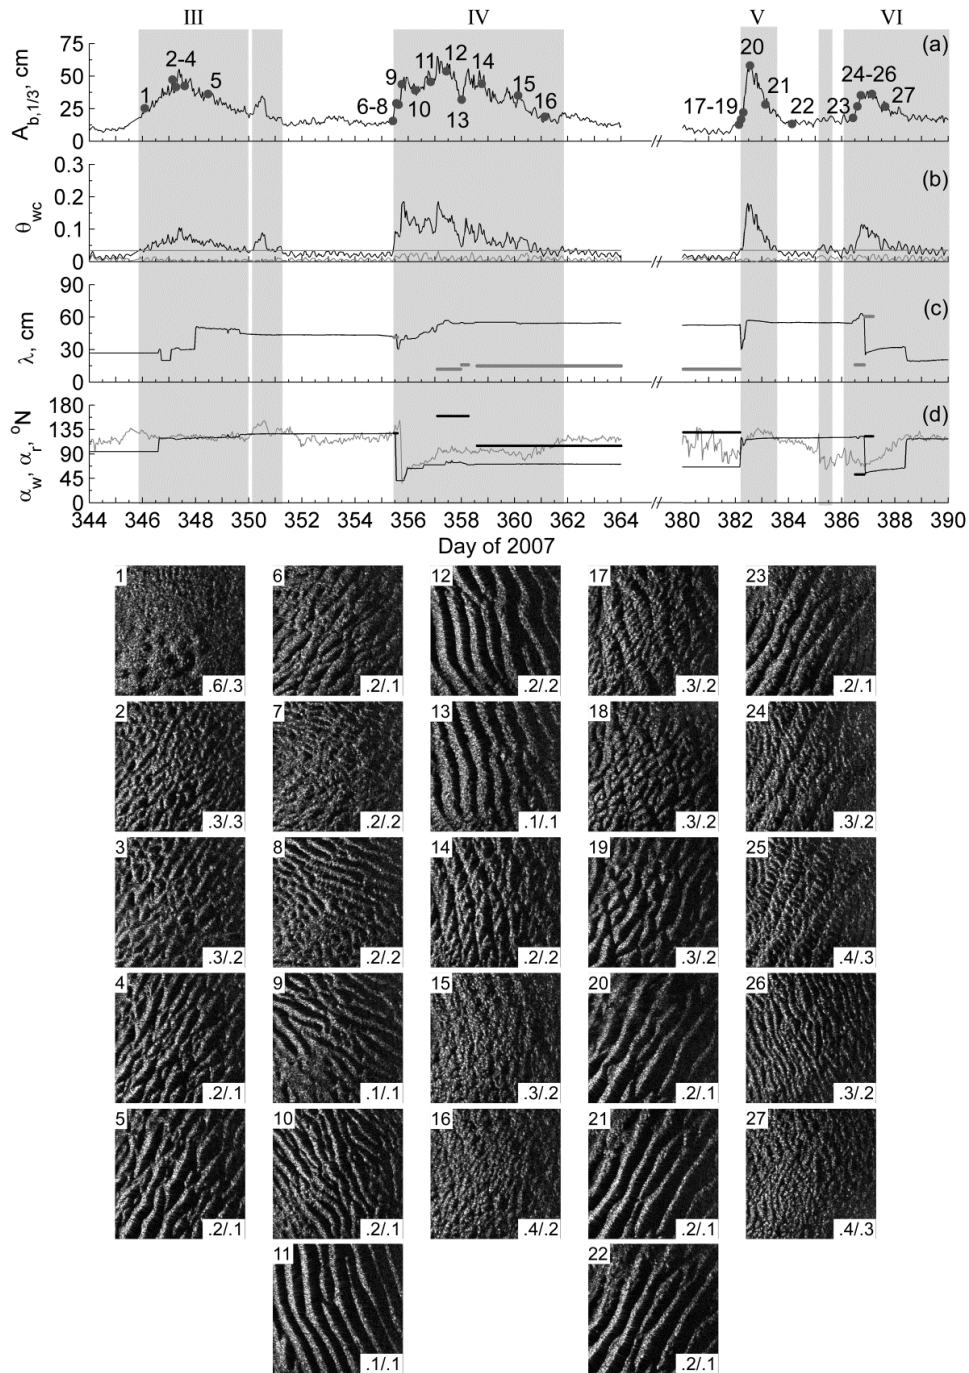 III IV V VI
(a)
A_b,1/3, cm
75
50
25
0
1 2-4 5 6-8 9 10 11 12 13 14 15 16 17-19 20 21 22 23 24-26 27
(b)
θ_wc
0.3
0.2
0.1
0
(c)
λ, cm
90
60
30
0
(d)
α_w, α_r, °N
180
135
90
45
0
344 346 348 350 352 354 356 358 360 362 364 380 382 384 386 388 390
Day of 2007
1 6 12 17 23
.6/.3 .2/.1 .2/.2 .3/.2 .2/.1
2 7 13 18 24
.3/.3 .2/.2 .1/.1 .3/.2 .3/.2
3 8 14 19 25
.3/.2 .2/.2 .2/.2 .3/.2 .4/.3
4 9 15 20 26
.2/.1 .1/.1 .3/.2 .2/.1 .3/.2
5 10 16 21 27
.2/.1 .2/.1 .4/.2 .2/.1 .4/.3
11 22
.1/.1 .2/.1